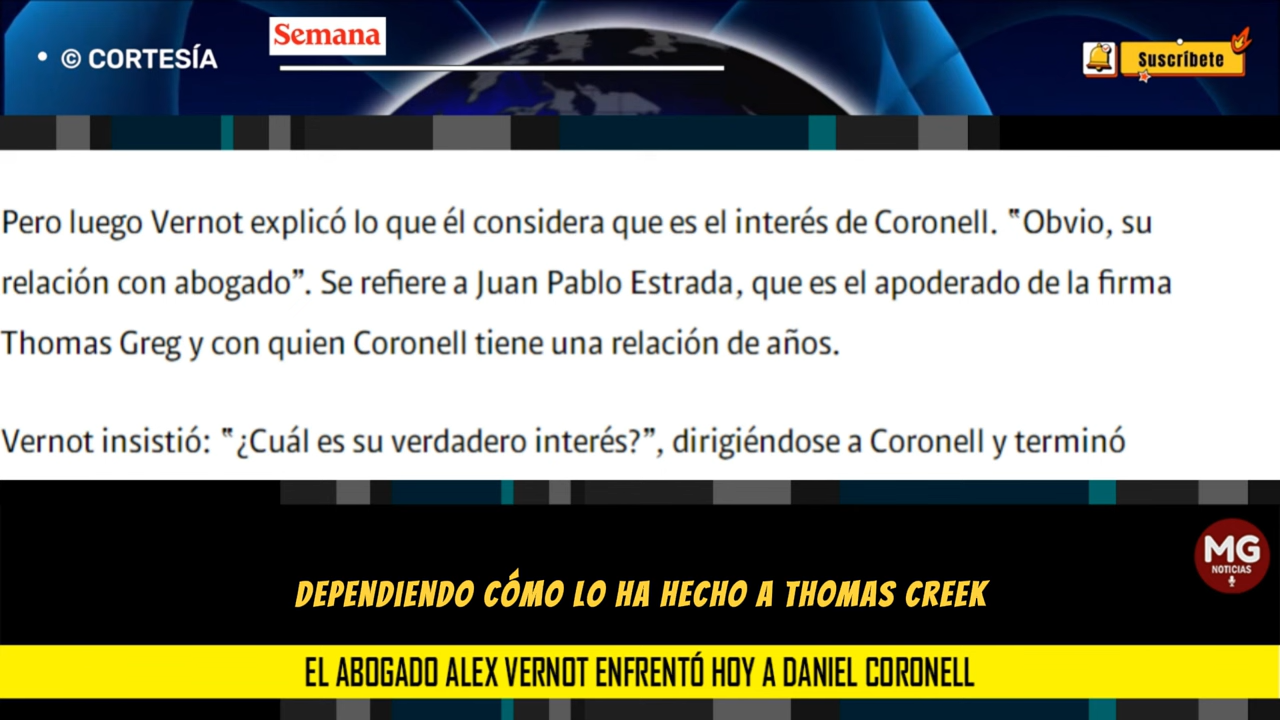 • © CORTESÍA
Semana
Suscríbete
Pero luego Vernot explicó lo que él considera que es el interés de Coronell. “Obvio, su
relación con abogado”. Se refiere a Juan Pablo Estrada, que es el apoderado de la firma
Thomas Greg y con quien Coronell tiene una relación de años.
Vernot insistió: “¿Cuál es su verdadero interés?”, dirigiéndose a Coronell y terminó
MG
NOTICIAS
DEPENDIENDO CÓMO LO HA HECHO A THOMAS CREEK
EL ABOGADO ALEX VERNOT ENFRENTÓ HOY A DANIEL CORONELL